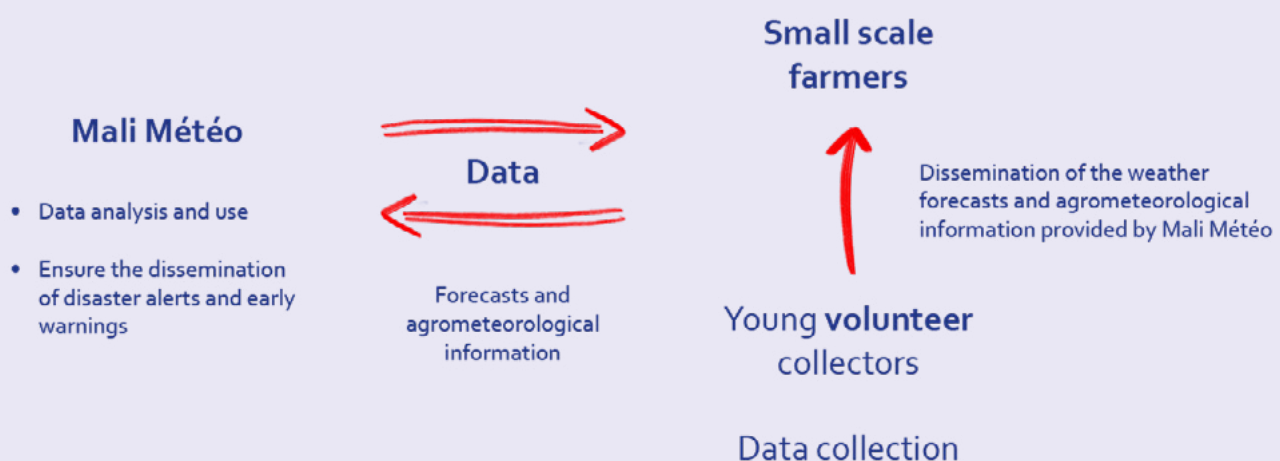 Small scale
farmers
Mali Météo
Data
• Data analysis and use
• Ensure the dissemination
of disaster alerts and early
warnings
Forecasts and
agrometeorological
information
Dissemination of the weather
forecasts and agrometeorological
information provided by Mali Météo
Young volunteer
collectors
Data collection